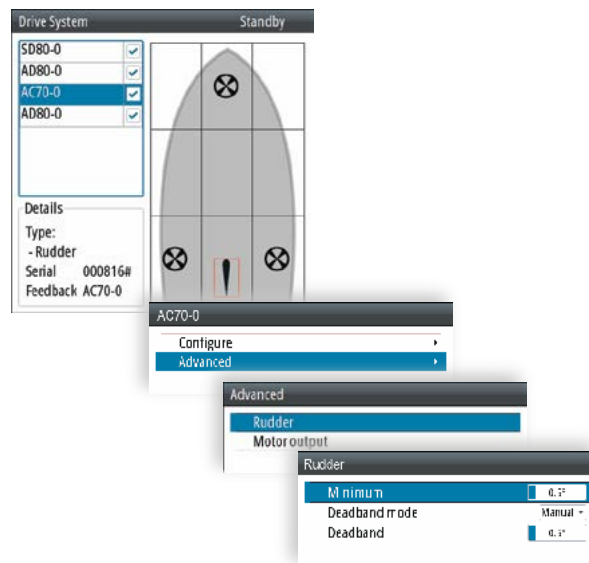 Drive System Standby
SD80-0
AD80-0
AC70-0
AD80-0
Details
Type:
- Rudder
Serial 000816#
Feedback AC70-0
AC70-0
Configure
Advanced
Advanced
Rudder
Motor output
Rudder
Minimum
Deadband mode Manual
Deadband